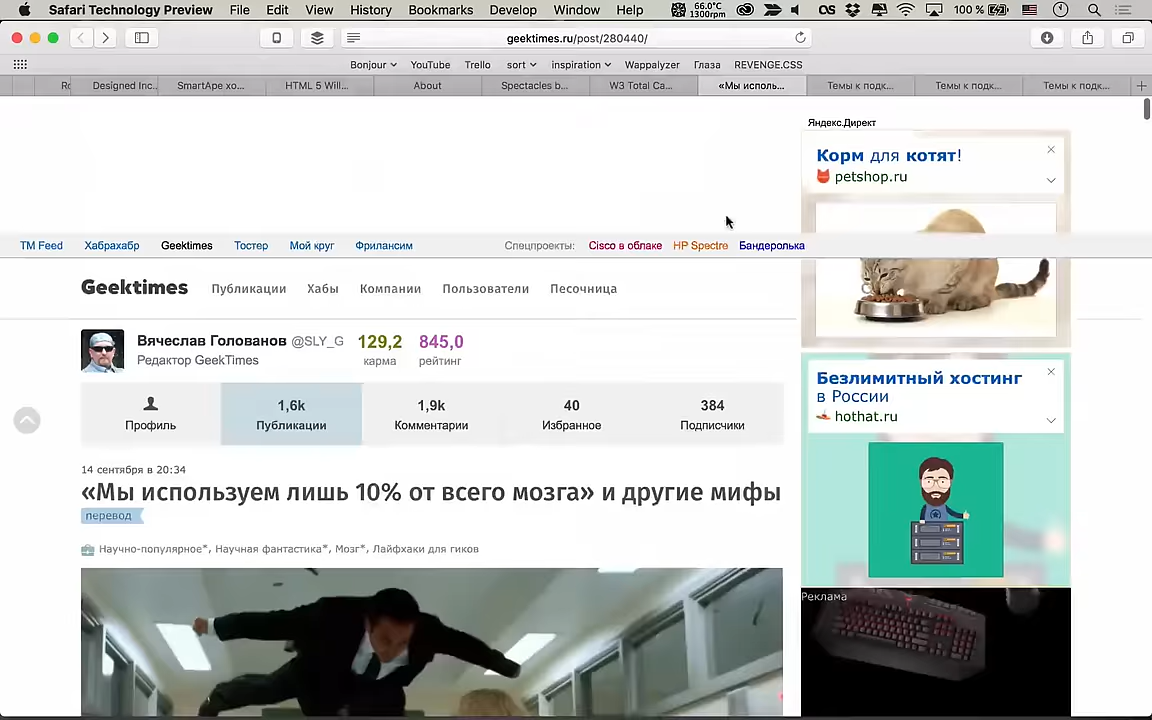 Safari Technology Preview File Edit View History Bookmarks Develop Window Help 66.0°C 1300rpm 100 %
geektimes.ru/post/280440/
Bonjour YouTube Trello sort inspiration Wappalyzer Глаза REVENGE.CSS
Designed Inc.. SmartApe хо... HTML 5 Will... About Spectacles b... W3 Total Ca... «Мы исполь... Темы к подк... Темы к подк... Темы к подк...
Яндекс.Директ
Корм для котят!
petshop.ru
TM Feed Хабрахабр Geektimes Тостер Мой круг Фрилансим Спецпроекты: Cisco в облаке HP Spectre Бандеролька
Geektimes Публикации Хабы Компании Пользователи Песочница
Вячеслав Голованов @SLY_G 129,2 845,0
Редактор GeekTimes карма рейтинг
1,6k 1,9k 40 384
Профиль Публикации Комментарии Избранное Подписчики
Безлимитный хостинг
в России
hothat.ru
14 сентября в 20:34
«Мы используем лишь 10% от всего мозга» и другие мифы
перевод
Научно-популярное*, Научная фантастика*, Мозг*, Лайфхаки для гиков
Реклама